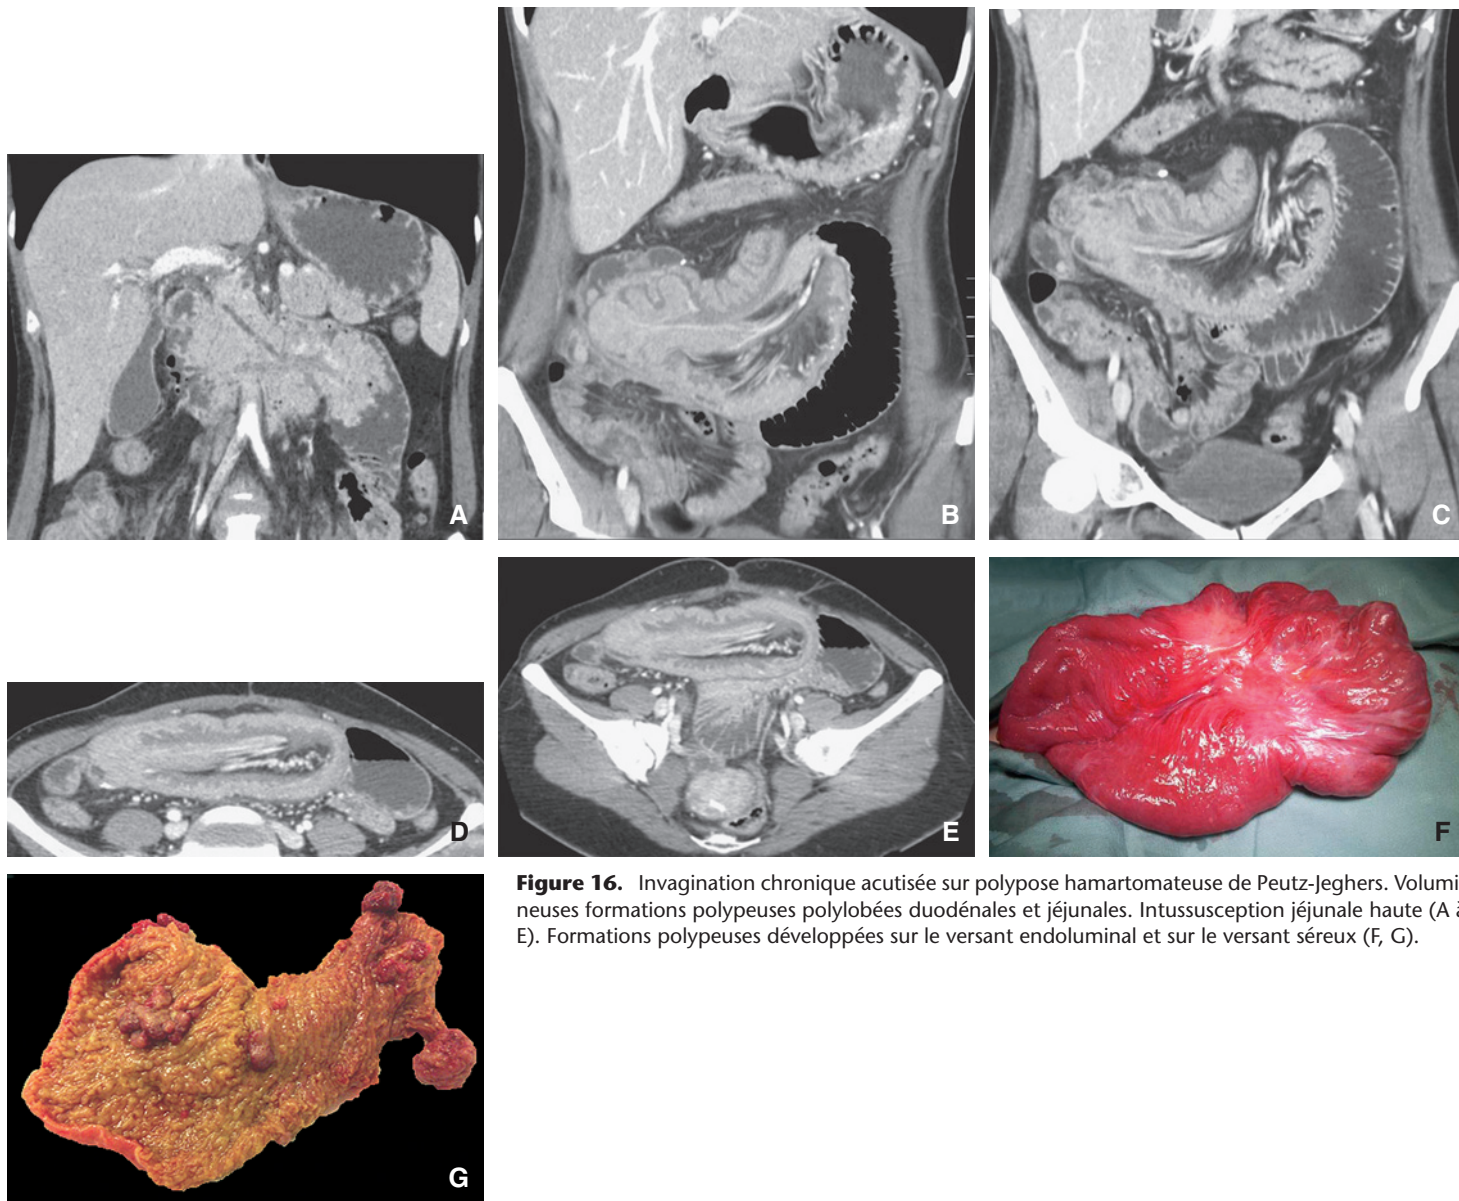 A
B
C
D
E
F
Figure 16. Invagination chronique acutisée sur polypose hamartomateuse de Peutz-Jeghers. Volumi
neuses formations polypeuses polylobées duodénales et jéjunales. Intussusception jéjunale haute (A à
E). Formations polypeuses développées sur le versant endoluminal et sur le versant séreux (F, G).
G